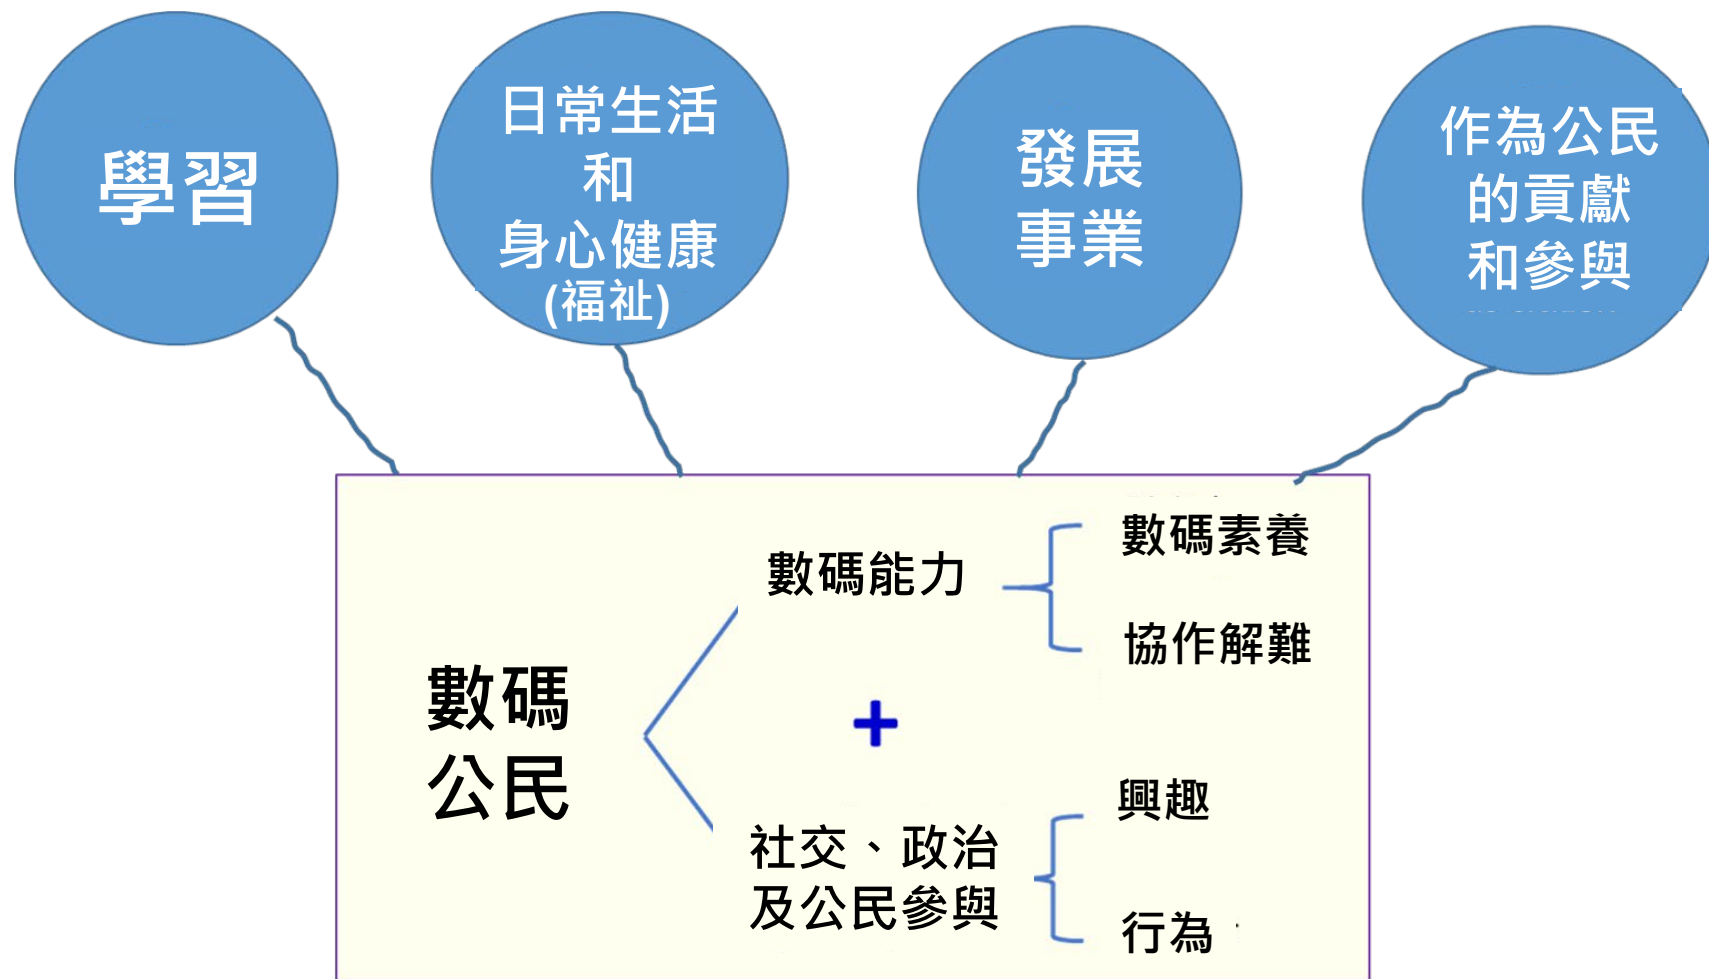 學習
日常生活
和
身心健康
(福祉)
發展
事業
作為公民
的貢獻
和參與
數碼
公民
數碼能力
數碼素養
協作解難
+
社交、政治
及公民參與
興趣
行為